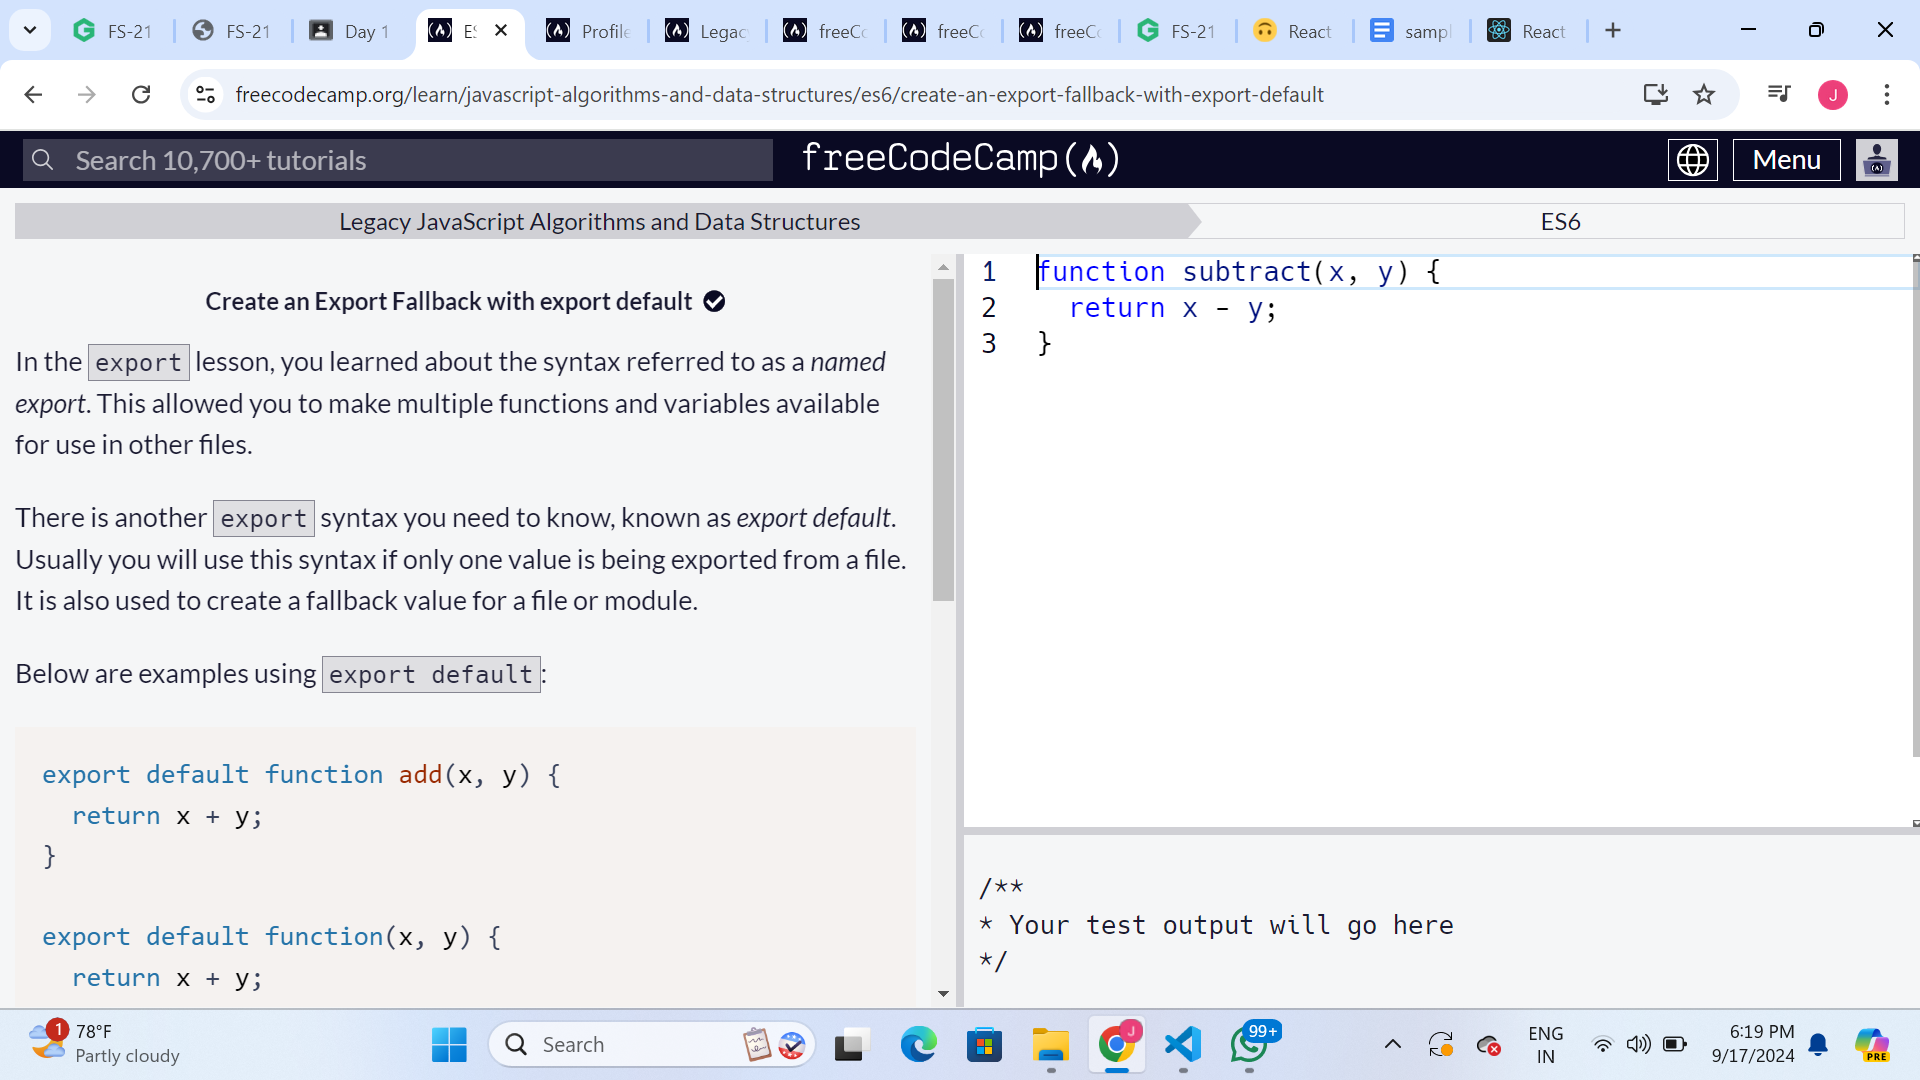 FS-21
FS-21
Day 1
ES
Profile
Legac
freeCo
freeCo
freeCo
FS-21
React
samp
React
freecodecamp.org/learn/javascript-algorithms-and-data-structures/es6/create-an-export-fallback-with-export-default
J
Search 10,700+ tutorials
freeCodeCamp
Menu
Legacy JavaScript Algorithms and Data Structures
ES6
Create an Export Fallback with export default
In the export lesson, you learned about the syntax referred to as a named
export. This allowed you to make multiple functions and variables available
for use in other files.
There is another export syntax you need to know, known as export default.
Usually you will use this syntax if only one value is being exported from a file.
It is also used to create a fallback value for a file or module.
Below are examples using export default:
export default function add(x, y) {
return x + y;
}
export default function(x, y) {
return x + y;
1 function subtract(x, y) {
2 return x - y;
3 }
/**
* Your test output will go here
*/
1
78°F
Partly cloudy
Search
J
99+
ENG
IN
6:19 PM
9/17/2024
PRE